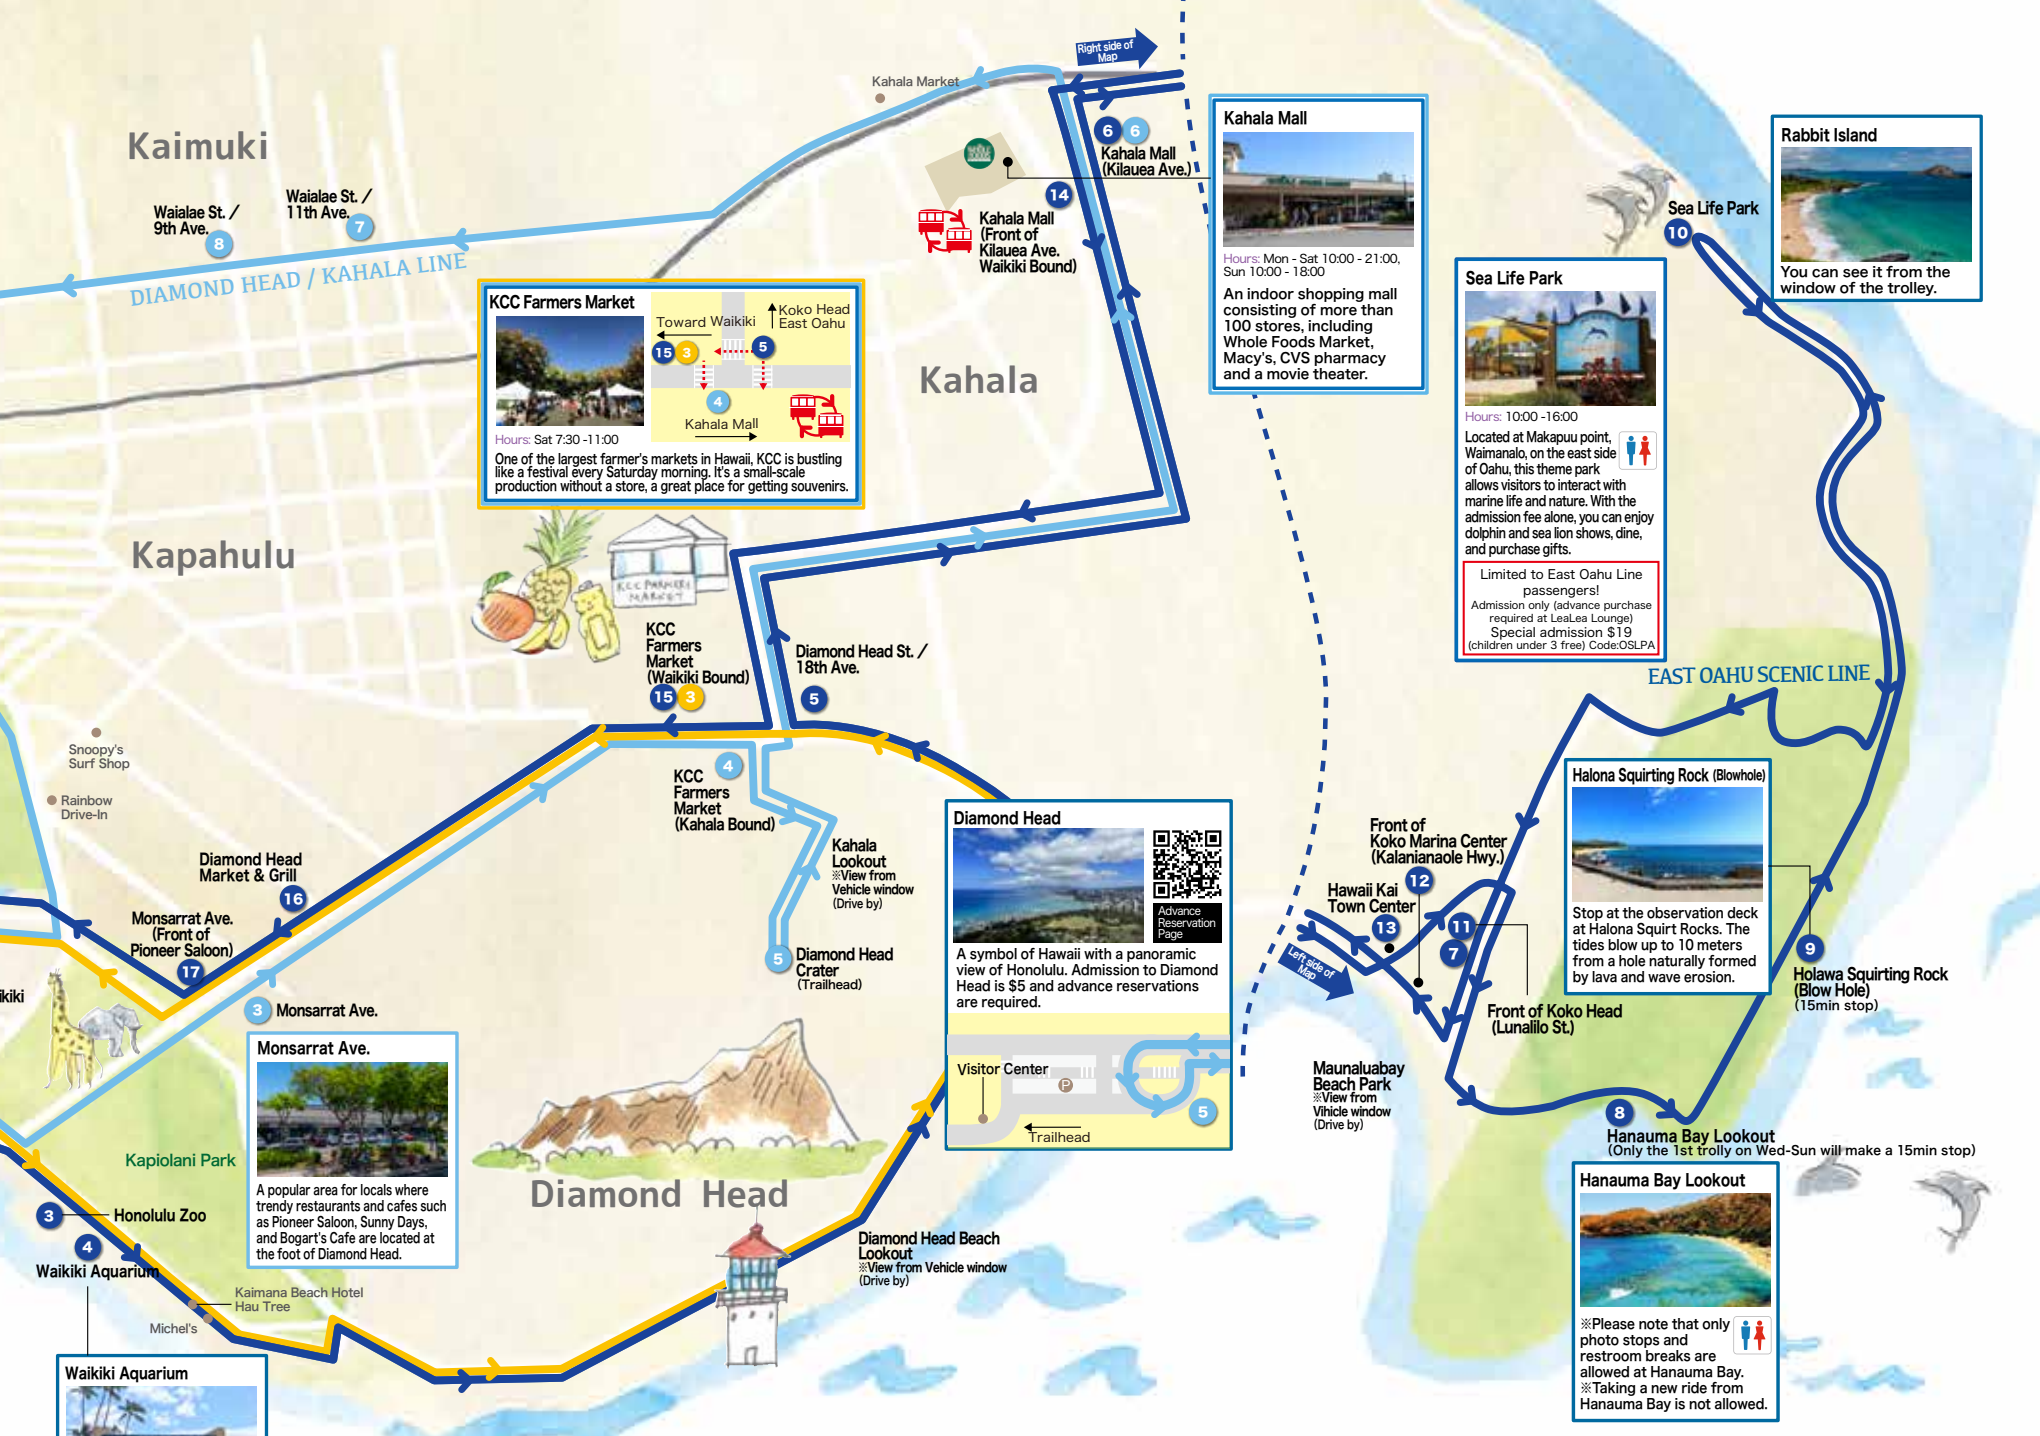 Right side of
Map
Kahala Market
Kaimuki
Waialae St. /
11th Ave.
7
Waialae St. /
9th Ave.
8
DIAMOND HEAD / KAHALA LINE
6
6
Kahala Mall
(Kilauea Ave.)
WHOLE
FOODS
14
Kahala Mall
(Front of
Kilauea Ave.
Waikiki Bound)
Kahala Mall
Hours: Mon - Sat 10:00 - 21:00,
Sun 10:00 - 18:00
An indoor shopping mall
consisting of more than
100 stores, including
Whole Foods Market,
Macy's, CVS pharmacy
and a movie theater.
Rabbit Island
You can see it from the
window of the trolley.
Sea Life Park
10
Sea Life Park
Hours: 10:00 -16:00
Located at Makapuu point,
Waimanalo, on the east side
of Oahu, this theme park
allows visitors to interact with
marine life and nature. With the
admission fee alone, you can enjoy
dolphin and sea lion shows, dine,
and purchase gifts.
Limited to East Oahu Line
passengers!
Admission only (advance purchase
required at LeaLea Lounge)
Special admission $19
(children under 3 free) Code:OSLPA
KCC Farmers Market
Toward Waikiki
Koko Head
East Oahu
15
3
5
4
Kahala Mall
Hours: Sat 7:30 -11:00
One of the largest farmer's markets in Hawaii, KCC is bustling
like a festival every Saturday morning. It's a small-scale
production without a store, a great place for getting souvenirs.
Kahala
Kapahulu
KCC FARMERS
MARKET
KCC
Farmers
Market
(Waikiki Bound)
15
3
Diamond Head St. /
18th Ave.
5
EAST OAHU SCENIC LINE
Snoopy's
Surf Shop
Rainbow
Drive-In
KCC
Farmers
Market
(Kahala Bound)
4
Kahala
Lookout
※View from
Vehicle window
(Drive by)
Diamond Head
Market & Grill
16
Monsarrat Ave.
(Front of
Pioneer Saloon)
17
5
Diamond Head
Crater
(Trailhead)
Diamond Head
Advance
Reservation
Page
A symbol of Hawaii with a panoramic
view of Honolulu. Admission to Diamond
Head is $5 and advance reservations
are required.
Visitor Center
P
5
Trailhead
Front of
Koko Marina Center
(Kalanianaole Hwy.)
12
Hawaii Kai
Town Center
13
11
7
Left side of
Map
Front of Koko Head
(Lunalilo St.)
Halona Squirting Rock (Blowhole)
Stop at the observation deck
at Halona Squirt Rocks. The
tides blow up to 10 meters
from a hole naturally formed
by lava and wave erosion.
9
Holawa Squirting Rock
(Blow Hole)
(15min stop)
Maunaluabay
Beach Park
※View from
Vihicle window
(Drive by)
8
Hanauma Bay Lookout
(Only the 1st trolly on Wed-Sun will make a 15min stop)
Hanauma Bay Lookout
※Please note that only
photo stops and
restroom breaks are
allowed at Hanauma Bay.
※Taking a new ride from
Hanauma Bay is not allowed.
ikiki
3
Monsarrat Ave.
Monsarrat Ave.
A popular area for locals where
trendy restaurants and cafes such
as Pioneer Saloon, Sunny Days,
and Bogart's Cafe are located at
the foot of Diamond Head.
Kapiolani Park
3
Honolulu Zoo
4
Waikiki Aquarium
Kaimana Beach Hotel
Hau Tree
Michel's
Diamond Head
Diamond Head Beach
Lookout
※View from Vehicle window
(Drive by)
Waikiki Aquarium